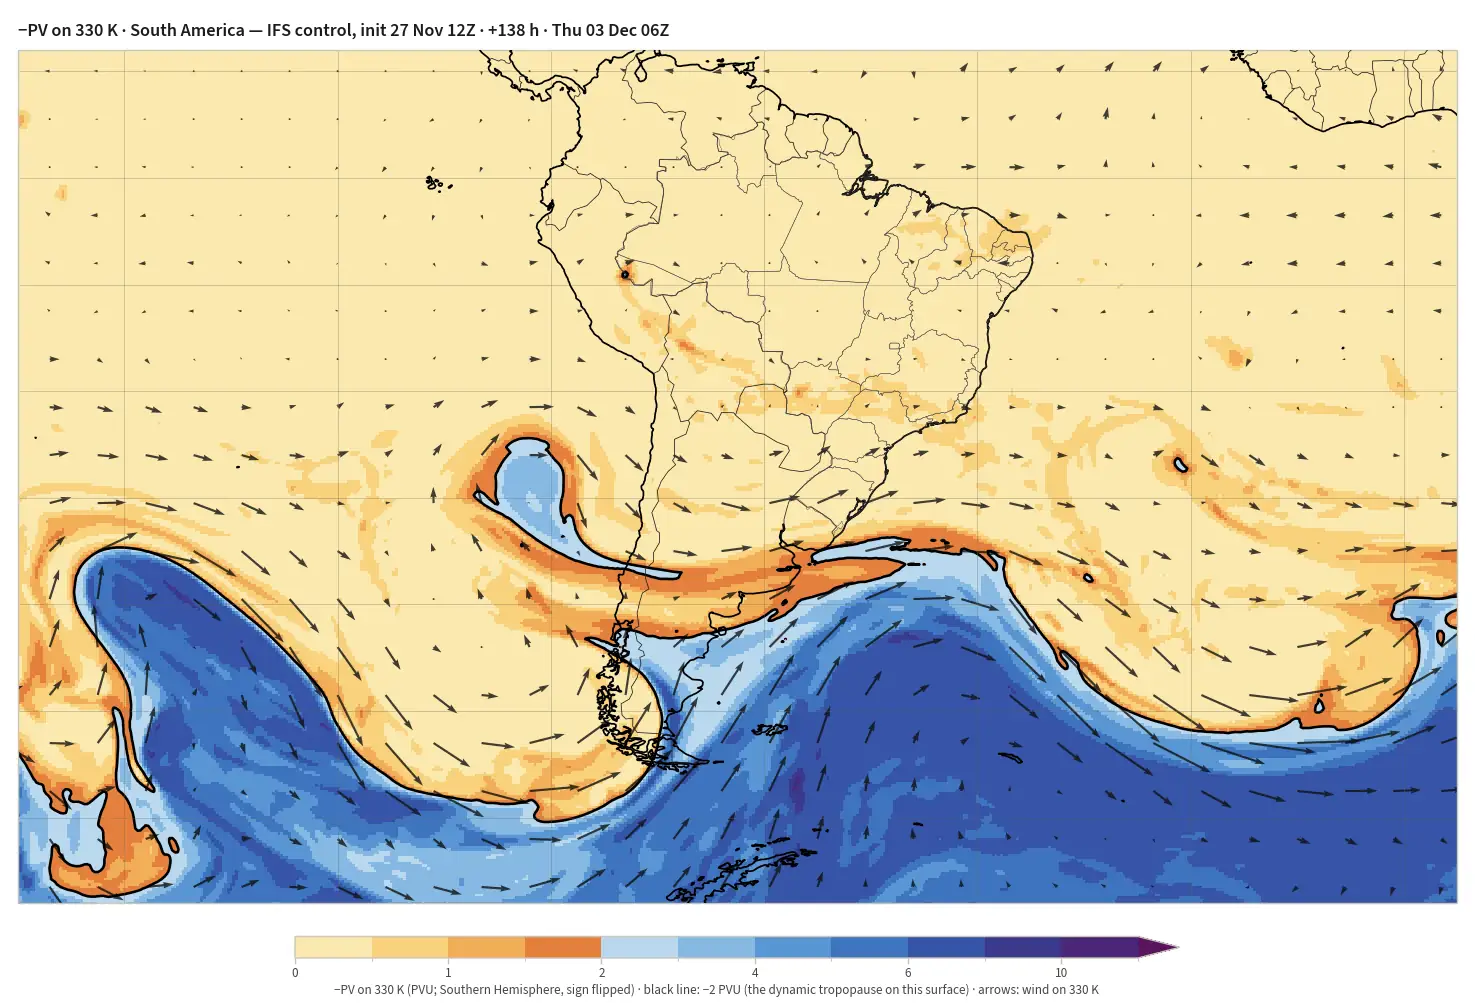 −PV on 330 K · South America — IFS control, init 27 Nov 12Z · +138 h · Thu 03 Dec 06Z
0 1 2 4 6 10
−PV on 330 K (PVU; Southern Hemisphere, sign flipped) · black line: −2 PVU (the dynamic tropopause on this surface) · arrows: wind on 330 K